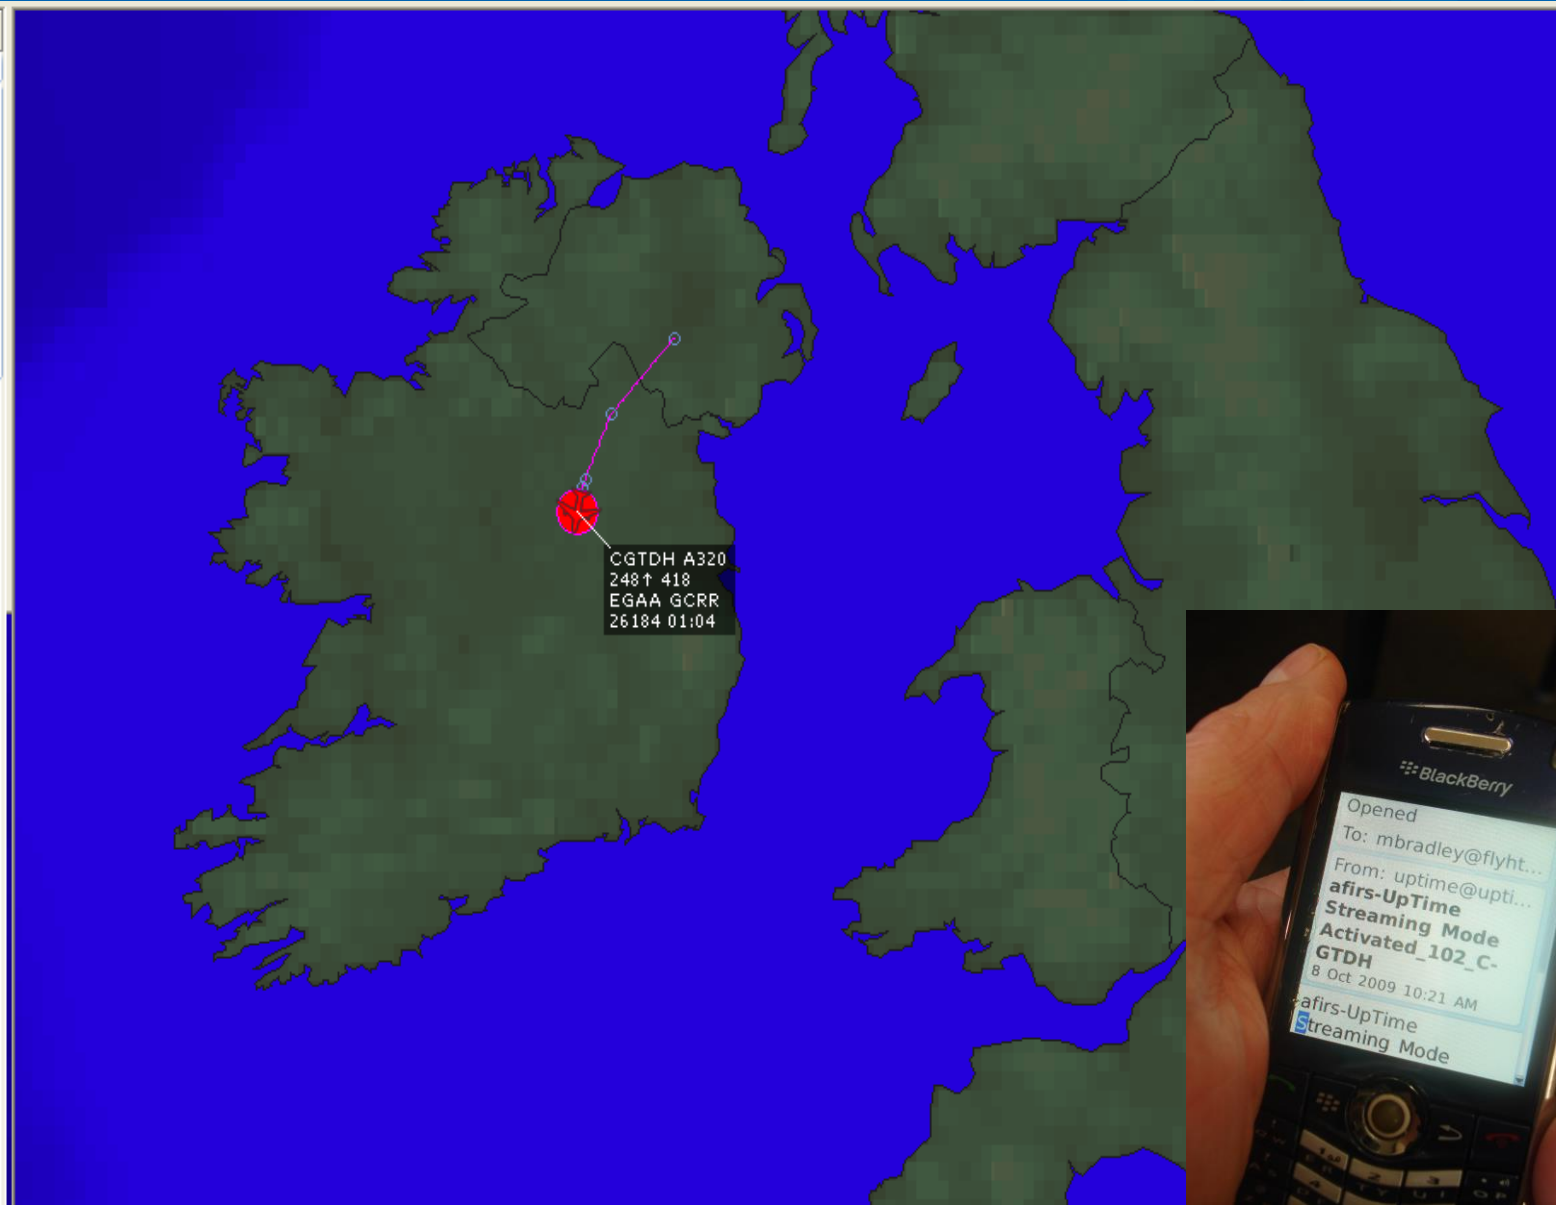 CGTDH A320
248↑ 418
EGAA GCRR
26184 01:04
BlackBerry
Opened
To: mbradley@flyht...
From: uptime@upti...
afirs-UpTime
Streaming Mode
Activated_102_C-
GTDH
8 Oct 2009 10:21 AM
afirs-UpTime
Streaming Mode